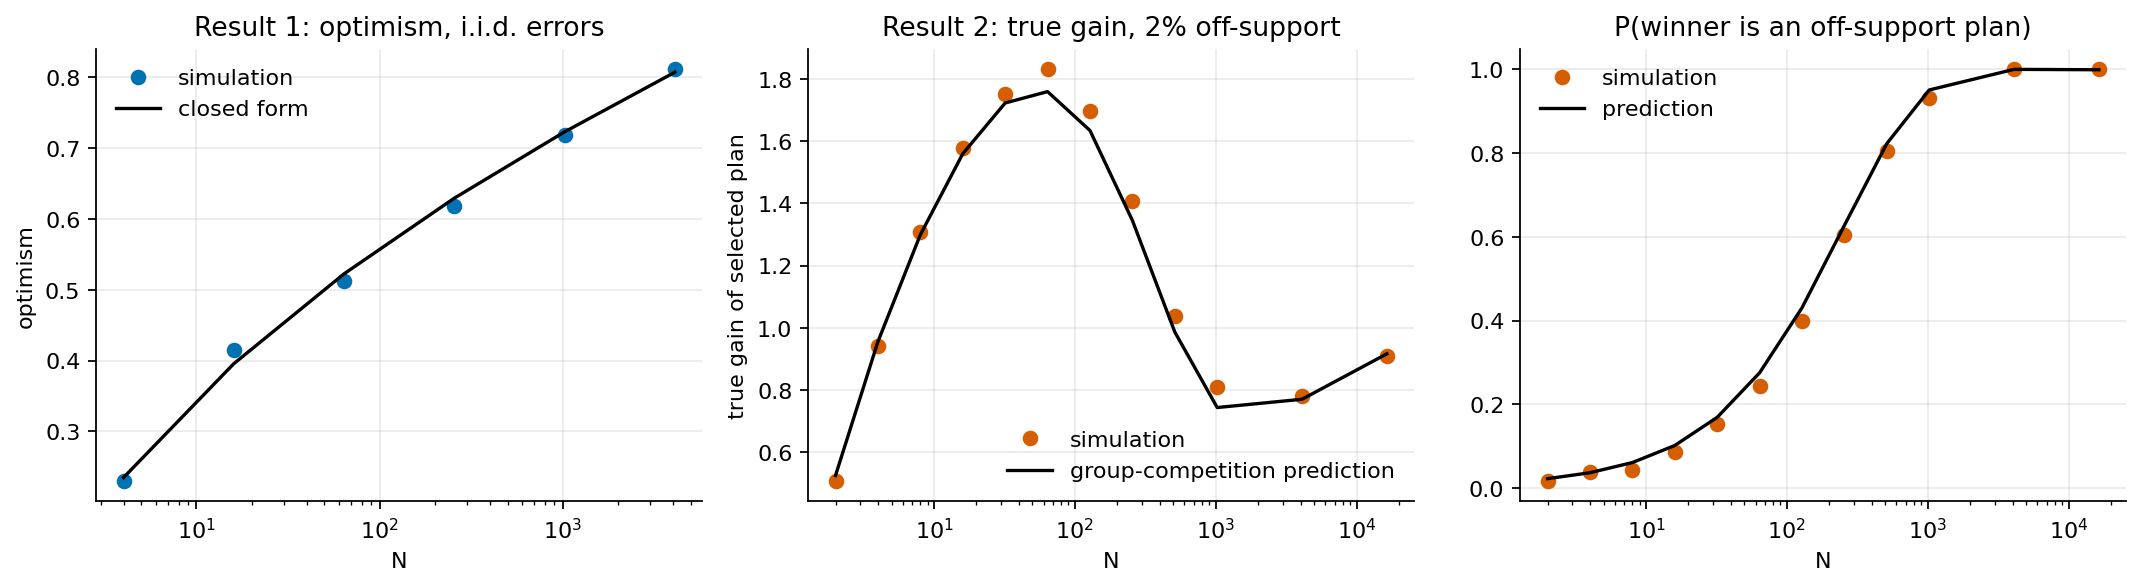 Result 1: optimism, i.i.d. errors
simulation
closed form
optimism
0.8
0.7
0.6
0.5
0.4
0.3
10¹
10²
10³
N
Result 2: true gain, 2% off-support
true gain of selected plan
1.8
1.6
1.4
1.2
1.0
0.8
0.6
simulation
group-competition prediction
10¹
10²
10³
10⁴
N
P(winner is an off-support plan)
simulation
prediction
1.0
0.8
0.6
0.4
0.2
0.0
10¹
10²
10³
10⁴
N